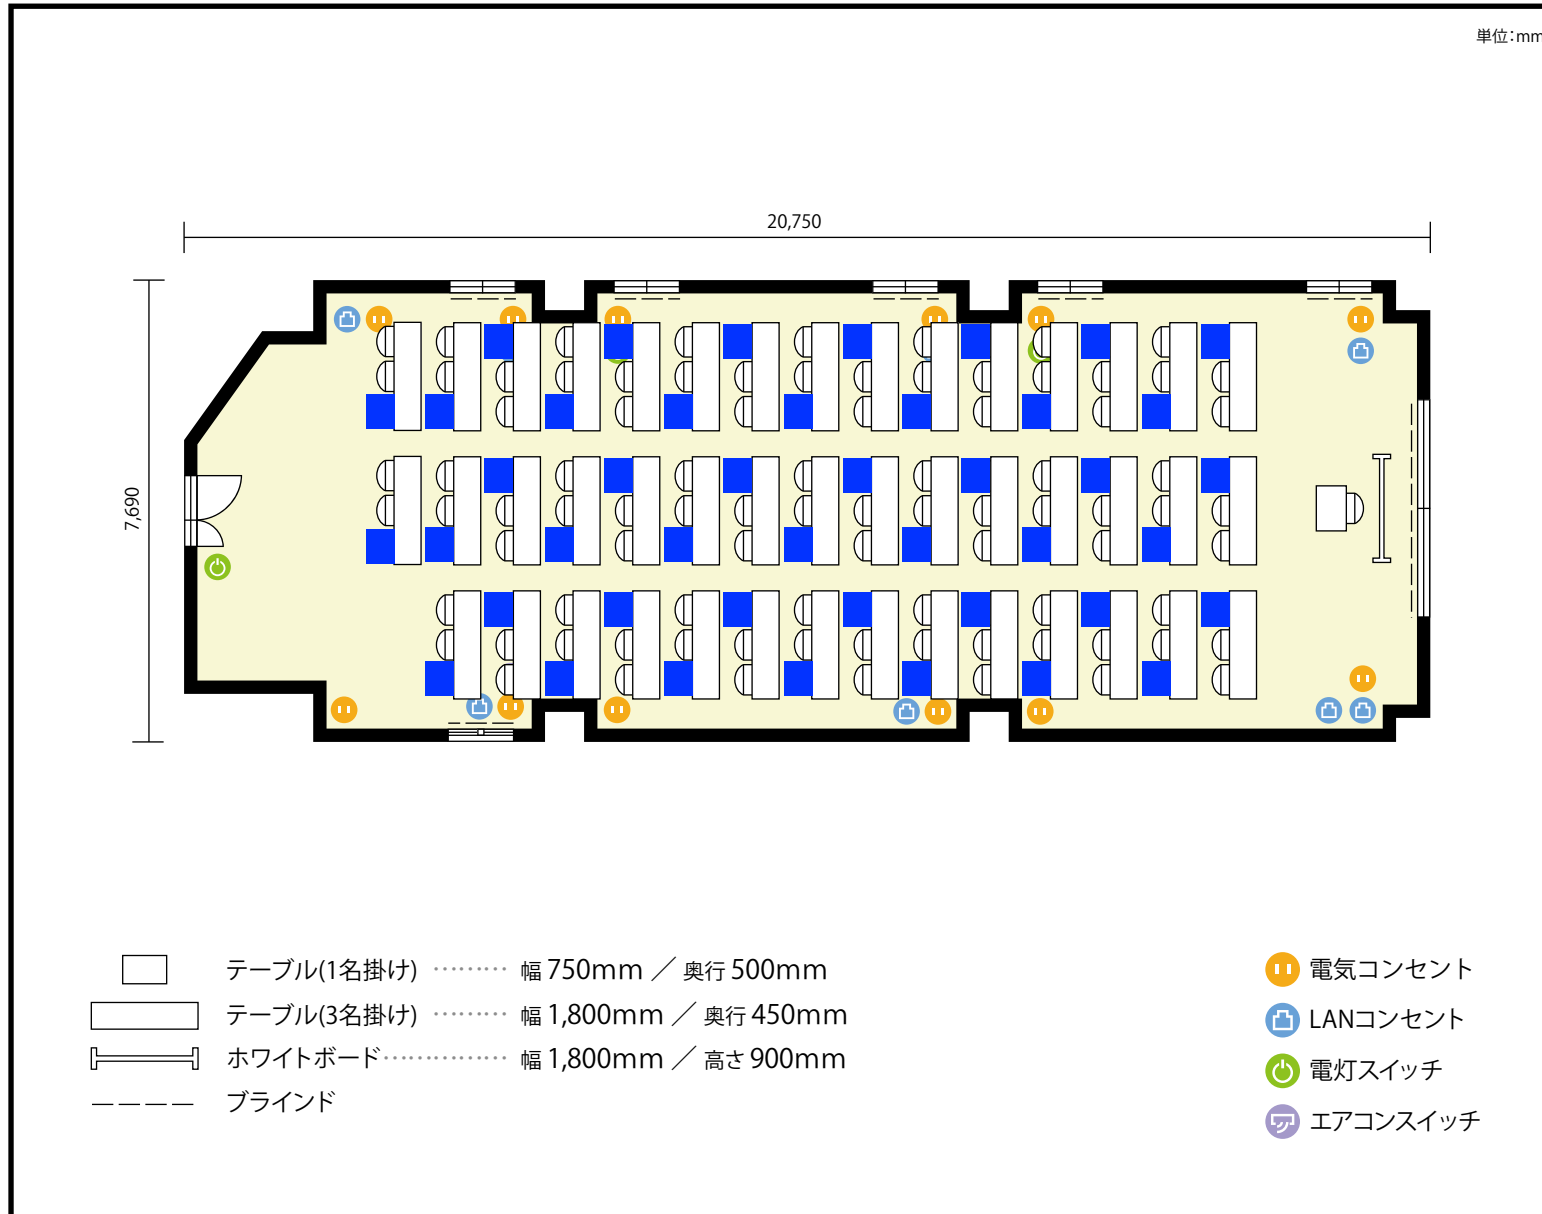 単位：mm
20,750
7,690
テーブル(1名掛け) ⋯⋯⋯ 幅 750mm ／ 奥行 500mm
テーブル(3名掛け) ⋯⋯⋯ 幅 1,800mm ／ 奥行 450mm
ホワイトボード⋯⋯⋯⋯⋯ 幅 1,800mm ／ 高さ 900mm
ブラインド
電気コンセント
LANコンセント
電灯スイッチ
エアコンスイッチ